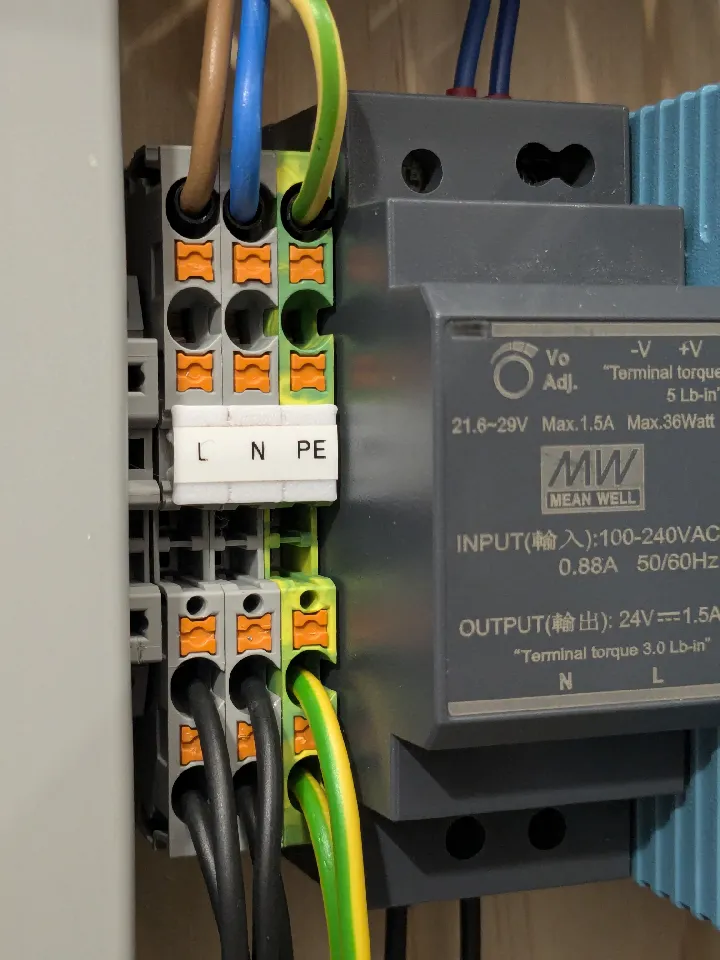 L N PE
Vo
Adj.
-V +V
"Terminal torque
5 Lb-in"
21.6~29V Max.1.5A Max.36Watt
MW
MEAN WELL
INPUT(輸入):100-240VAC
0.88A 50/60Hz
OUTPUT(輸出): 24V⎓1.5A
"Terminal torque 3.0 Lb-in"
N L